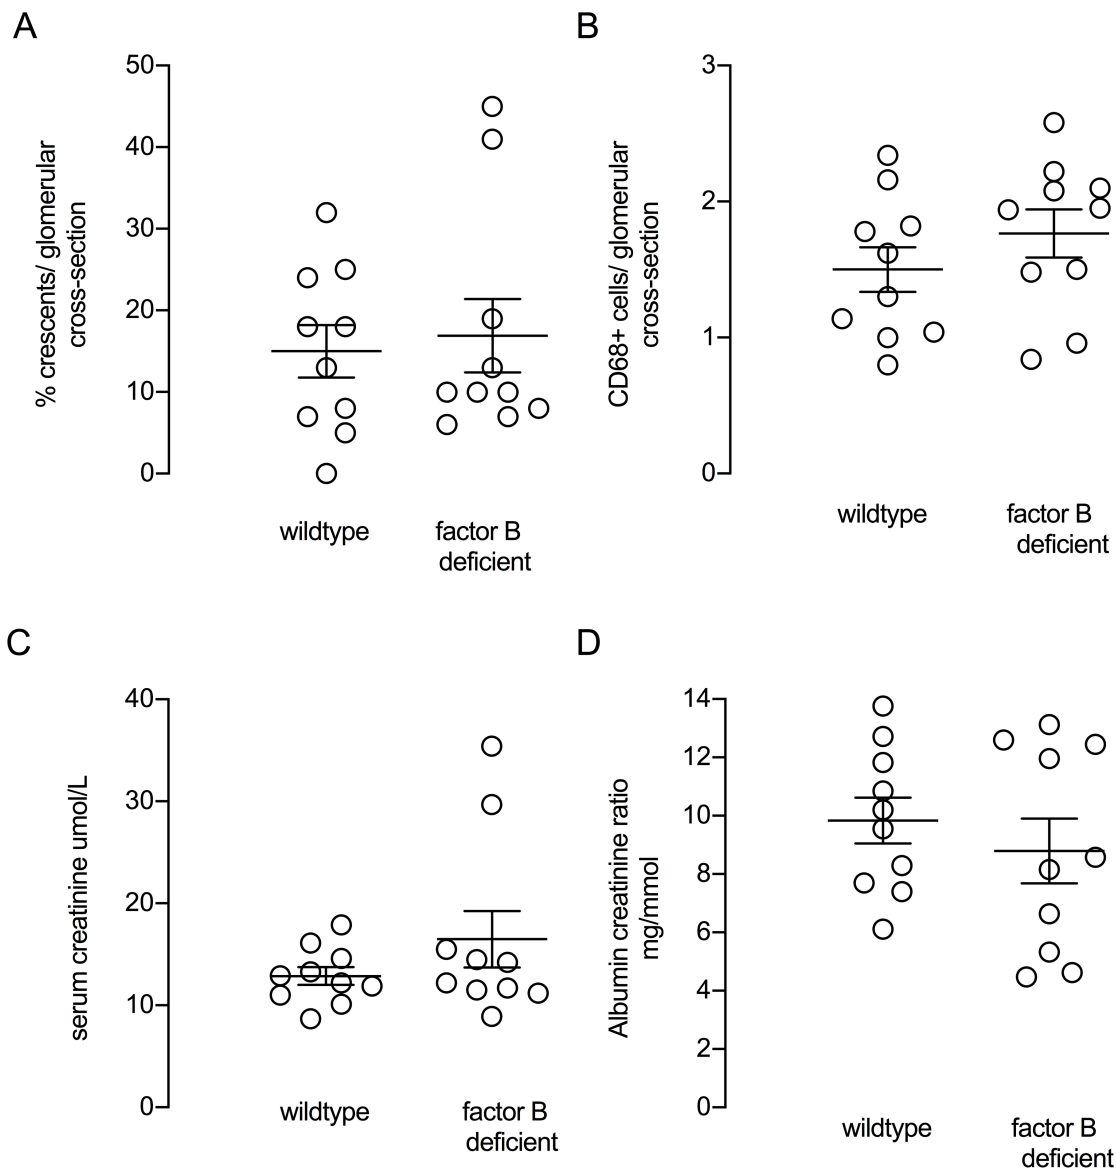 A
50
40
30
20
10
0
% crescents/ glomerular
cross-section
wildtype
factor B
deficient
B
3
2
1
0
CD68+ cells/ glomerular
cross-section
wildtype
factor B
deficient
C
40
30
20
10
0
serum creatinine umol/L
wildtype
factor B
deficient
D
14
12
10
8
6
4
2
0
Albumin creatinine ratio
mg/mmol
wildtype
factor B
deficient